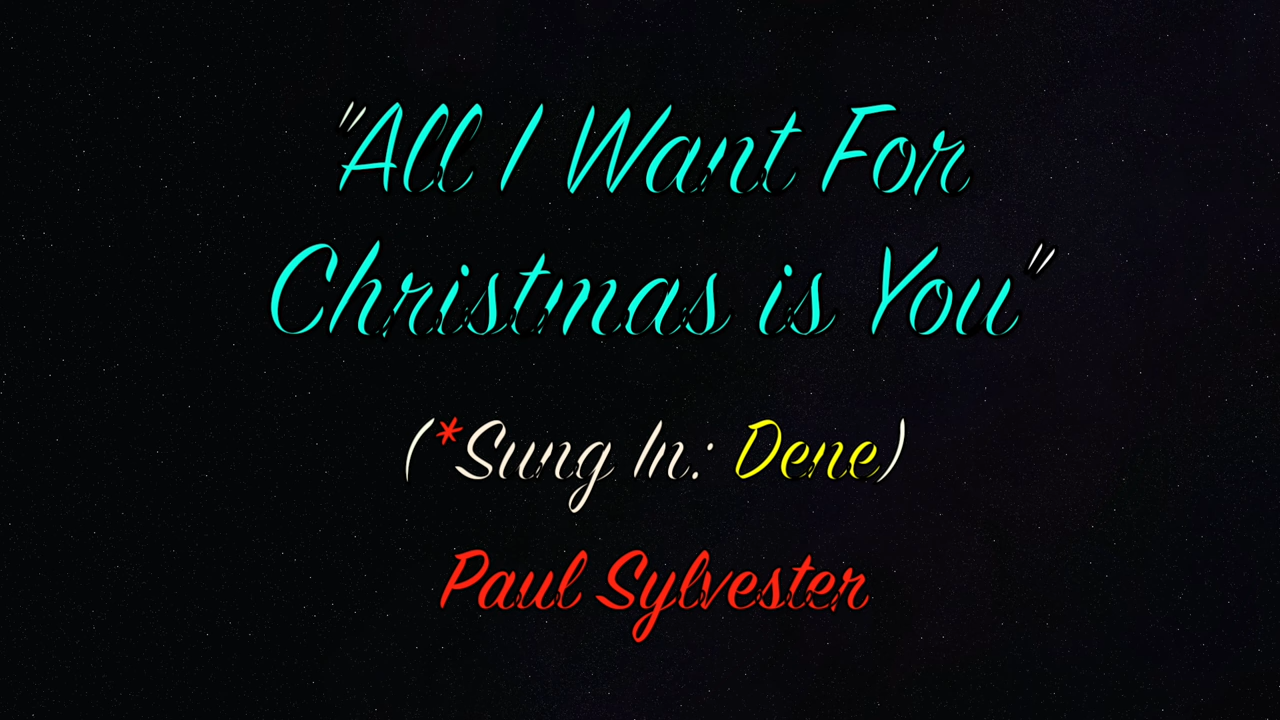 "All I Want For
Christmas is You"
(*Sung In: Dene)
Paul Sylvester